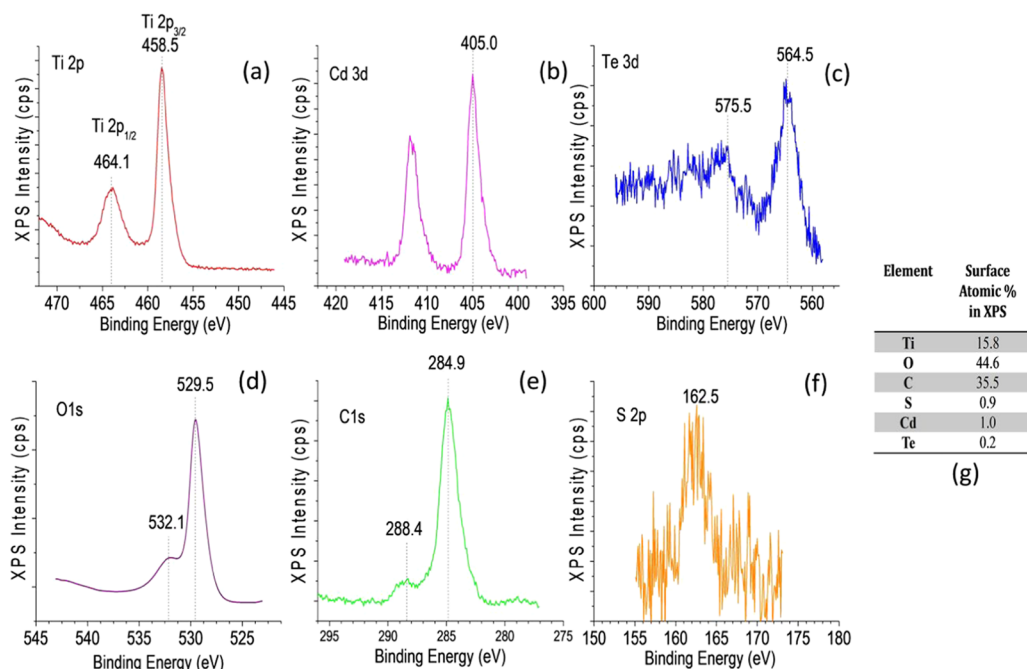 Ti 2p
Ti 2p3/2
458.5
(a)
Ti 2p1/2
464.1
XPS Intensity (cps)
470 465 460 455 450 445
Binding Energy (eV)
Cd 3d
405.0
(b)
XPS Intensity (cps)
420 415 410 405 400 395
Binding Energy (eV)
Te 3d
564.5
(c)
575.5
XPS Intensity (cps)
600 590 580 570 560
Binding Energy (eV)
O1s
529.5
(d)
532.1
XPS Intensity (cps)
545 540 535 530 525
Binding Energy (eV)
C1s
284.9
(e)
288.4
XPS Intensity (cps)
295 290 285 280 275
Binding Energy (eV)
S 2p
162.5
(f)
XPS Intensity (cps)
150 155 160 165 170 175 180
Binding Energy (eV)
Element Surface
Atomic %
in XPS
Ti 15.8
O 44.6
C 35.5
S 0.9
Cd 1.0
Te 0.2
(g)